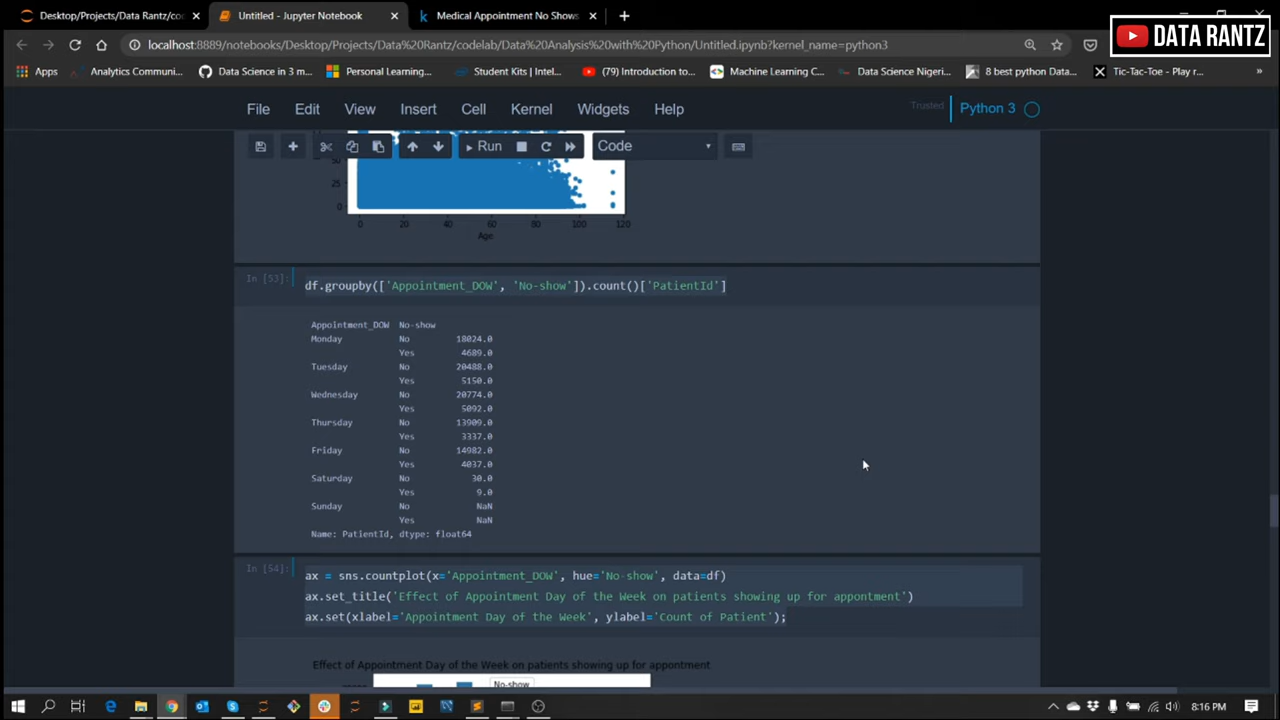 Desktop/Projects/Data Rantz/co
Untitled - Jupyter Notebook
Medical Appointment No Shows
DATA RANTZ
localhost:8889/notebooks/Desktop/Projects/Data%20Rantz/codelab/Data%20Analysis%20with%20Python/Untitled.ipynb?kernel_name=python3
Apps
Analytics Communi...
Data Science in 3 m...
Personal Learning...
Student Kits | Intel...
(79) Introduction to...
Machine Learning C...
Data Science Nigeri...
8 best python Data...
Tic-Tac-Toe - Play r
File Edit View Insert Cell Kernel Widgets Help
Trusted
Python 3
Run
Code
25
0
0 20 40 60 80 100 120
Age
In [53]:
df.groupby(['Appointment_DOW', 'No-show']).count()['PatientId']
Appointment_DOW No-show
Monday No 18024.0
Yes 4689.0
Tuesday No 20488.0
Yes 5150.0
Wednesday No 20774.0
Yes 5092.0
Thursday No 13909.0
Yes 3337.0
Friday No 14982.0
Yes 4037.0
Saturday No 30.0
Yes 9.0
Sunday No NaN
Yes NaN
Name: PatientId, dtype: float64
In [54]:
ax = sns.countplot(x='Appointment_DOW', hue='No-show', data=df)
ax.set_title('Effect of Appointment Day of the Week on patients showing up for appontment')
ax.set(xlabel='Appointment Day of the Week', ylabel='Count of Patient');
Effect of Appointment Day of the Week on patients showing up for appontment
No-show
8:16 PM